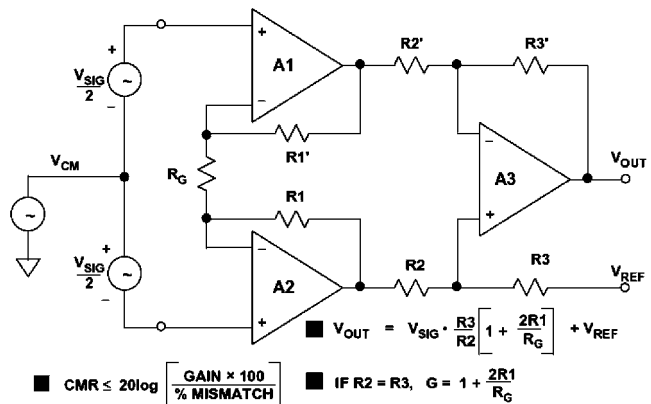 +
V_SIG
2
~
−
V_CM
~
+
V_SIG
2
~
−
+
A1
−
R1'
R_G
R1
−
A2
+
R2'
R3'
−
A3
+
V_OUT
R2
R3
V_REF
■ V_OUT = V_SIG · R3/R2 [1 + 2R1/R_G] + V_REF
■ CMR ≤ 20log [GAIN × 100 / % MISMATCH]
■ IF R2 = R3, G = 1 + 2R1/R_G